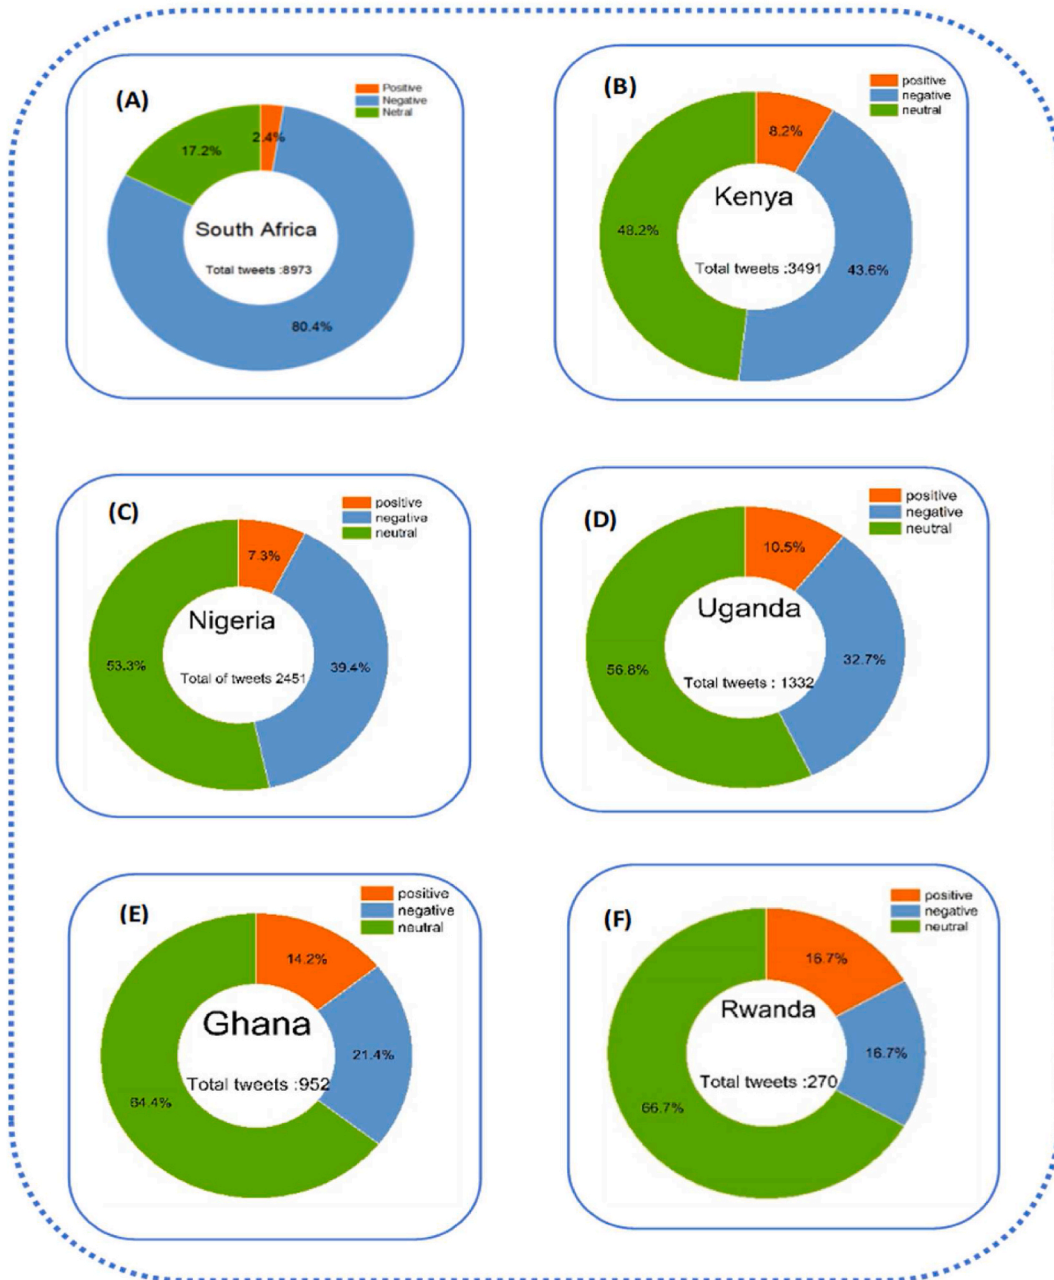 (A)
Positive
Negative
Netral
2.4%
17.2%
South Africa
Total tweets :8973
80.4%
(B)
positive
negative
neutral
8.2%
Kenya
48.2%
Total tweets :3491
43.6%
(C)
positive
negative
neutral
7.3%
Nigeria
53.3%
39.4%
Total of tweets 2451
(D)
positive
negative
neutral
10.5%
Uganda
56.8%
32.7%
Total tweets : 1332
(E)
positive
negative
neutral
14.2%
Ghana
21.4%
Total tweets :952
64.4%
(F)
positive
negative
neutral
16.7%
Rwanda
16.7%
Total tweets :270
66.7%